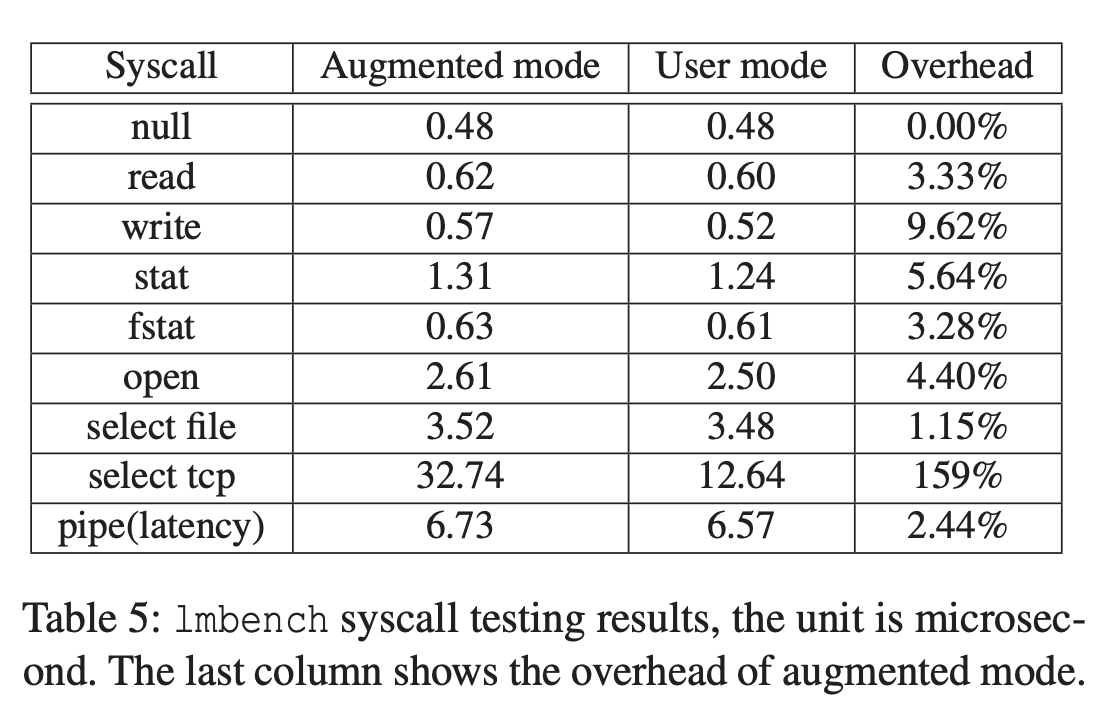 Syscall Augmented mode User mode Overhead
null 0.48 0.48 0.00%
read 0.62 0.60 3.33%
write 0.57 0.52 9.62%
stat 1.31 1.24 5.64%
fstat 0.63 0.61 3.28%
open 2.61 2.50 4.40%
select file 3.52 3.48 1.15%
select tcp 32.74 12.64 159%
pipe(latency) 6.73 6.57 2.44%
Table 5: lmbench syscall testing results, the unit is microsec-
ond. The last column shows the overhead of augmented mode.